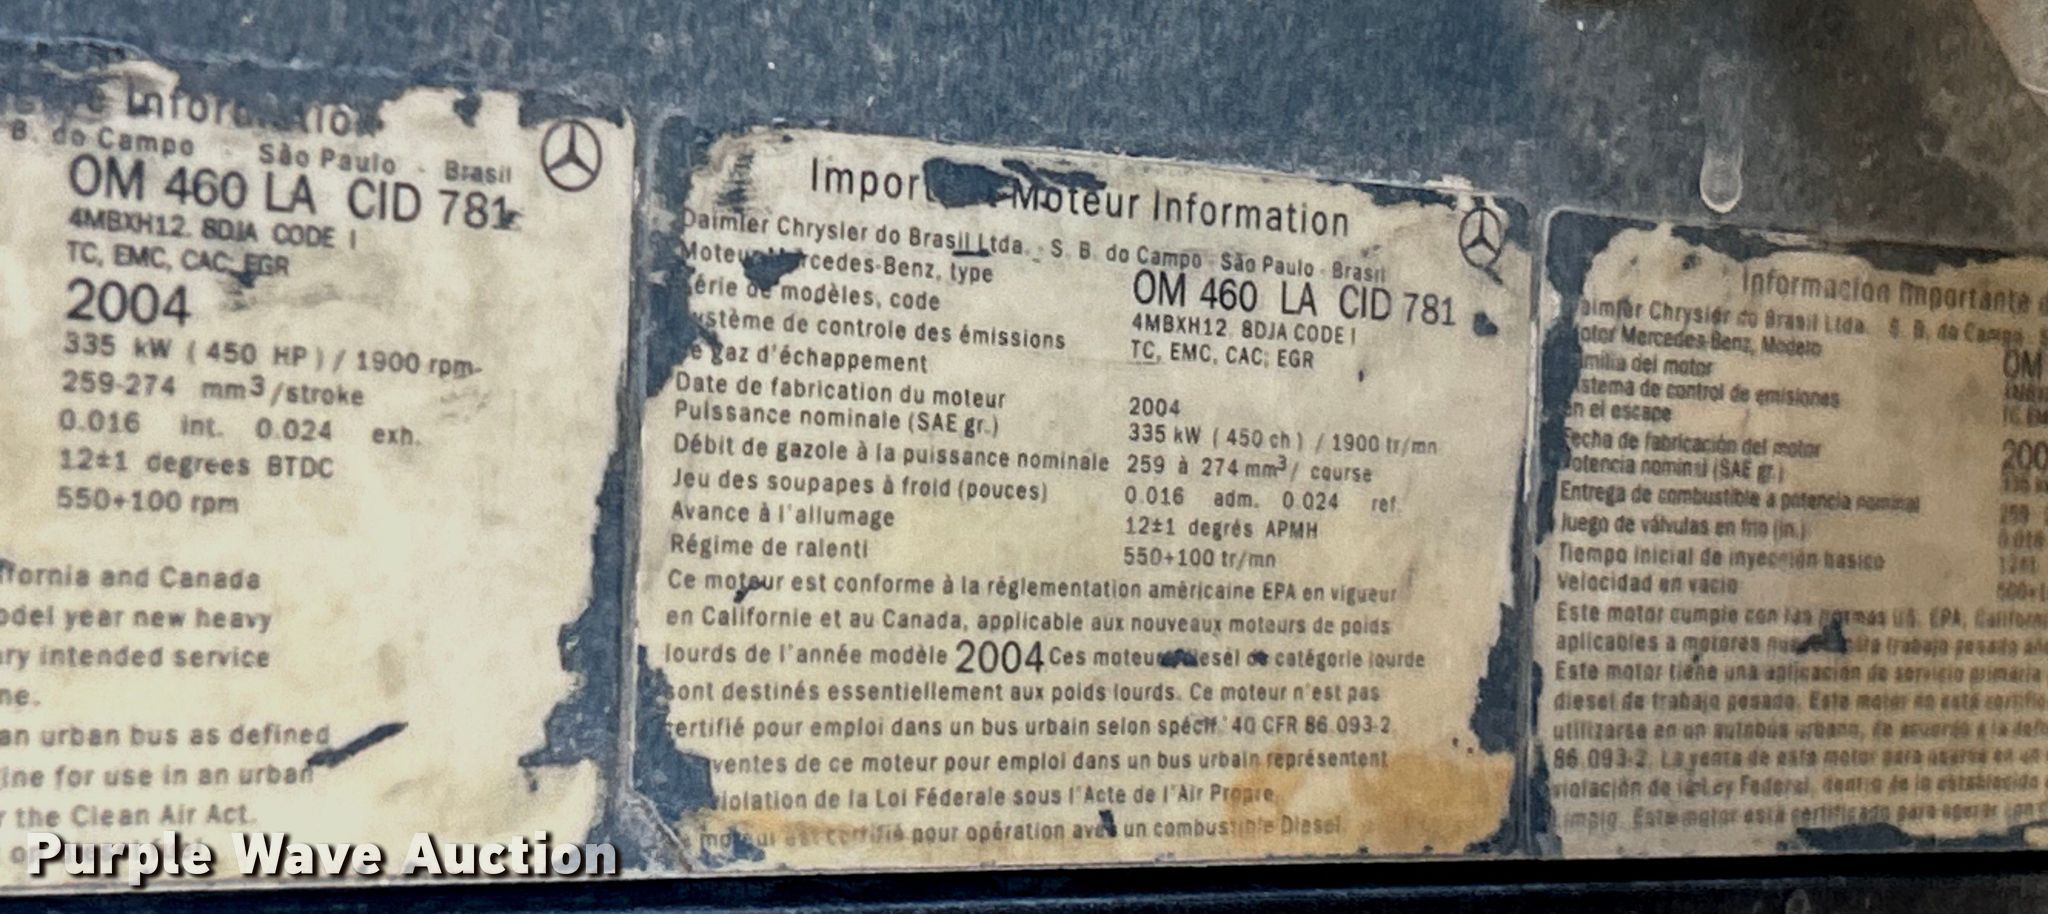 Information
B. do Campo - São Paulo - Brasil
OM 460 LA CID 781
4MBXH12. 8DJA CODE I
TC, EMC, CAC, EGR
2004
335 kW ( 450 HP ) / 1900 rpm
259-274 mm³/stroke
0.016 int. 0.024 exh.
12±1 degrees BTDC
550+100 rpm
and Canada
model year new heavy
intended service
an urban bus as defined
for use in an urban
the Clean Air Act.
Moteur Information
Daimler Chrysler do Brasil Ltda. - S. B. do Campo - São Paulo - Brasil
Moteur Mercedes-Benz, type OM 460 LA CID 781
Série de modèles, code 4MBXH12. 8DJA CODE I
Système de controle des émissions TC, EMC, CAC, EGR
gaz d'échappement
Date de fabrication du moteur 2004
Puissance nominale (SAE gr.) 335 kW ( 450 ch ) / 1900 tr/mn
Débit de gazole à la puissance nominale 259 à 274 mm³/ course
Jeu des soupapes à froid (pouces) 0.016 adm. 0.024 ref.
Avance à l'allumage 12±1 degrés APMH
Régime de ralenti 550+100 tr/mn
Ce moteur est conforme à la réglementation américaine EPA en vigueur
en Californie et au Canada, applicable aux nouveaux moteurs de poids
lourds de l'année modèle 2004 Ces moteurs diesel de catégorie lourde
sont destinés essentiellement aux poids lourds. Ce moteur n'est pas
certifié pour emploi dans un bus urbain selon spécif. 40 CFR 86.093-2
ventes de ce moteur pour emploi dans un bus urbain représentent
violation de la Loi Féderale sous l'Acte de l'Air Propre,
moteur est certifié pour opération avec un combustible Diesel.
Informacion Importante
Daimler Chrysler do Brasil Ltda. S. B. do Campo
Motor Mercedes-Benz, Modelo OM
Familia del motor
Sistema de control de emisiones
en el escape
Fecha de fabricación del motor 200
Potencia nominal (SAE gr.)
Entrega de combustible a potencia nominal
Juego de válvulas en frio (in.)
Tiempo inicial de inyección basico
Velocidad en vacio
Este motor cumple con las normas US. EPA,
aplicables a motores trabajo pesado
Este motor tiene una aplicación de servicio primaria
diesel de trabajo pesado. Este motor no está
utilizarse en un autobús urbano, de acuerdo a la
86.093-2. La venta de este motor para usarse en un
violación de la Ley Federal, dentro de lo establecido
Limpio. Este motor está certificado para operar con
Purple Wave Auction